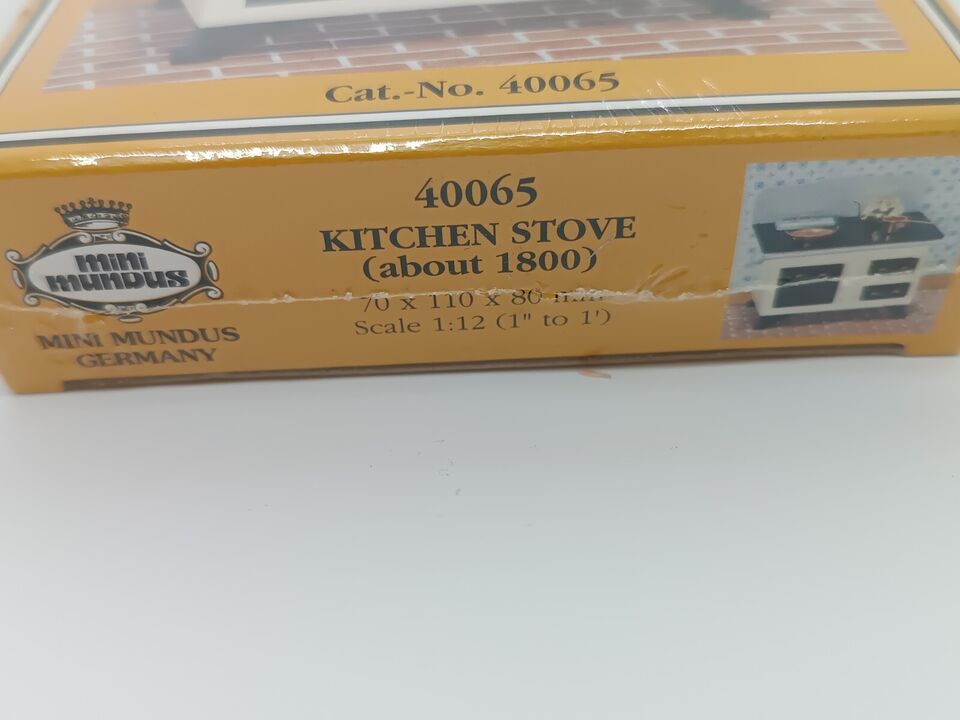 Cat.-No. 40065
40065
KITCHEN STOVE
(about 1800)
70 x 110 x 80 mm
Scale 1:12 (1" to 1')
mini
mundus
MINI MUNDUS
GERMANY